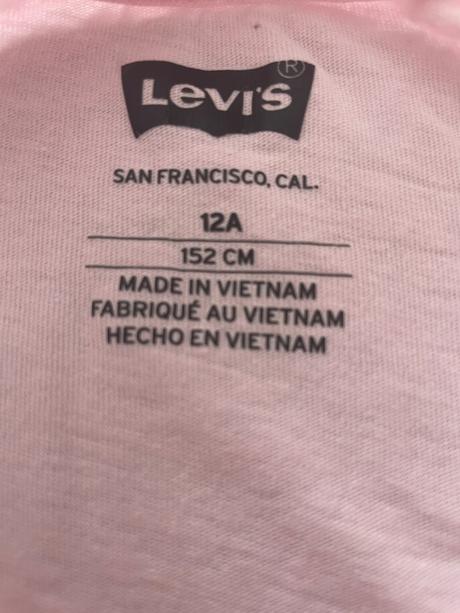 Levi's®
SAN FRANCISCO, CAL.
12A
152 CM
MADE IN VIETNAM
FABRIQUÉ AU VIETNAM
HECHO EN VIETNAM